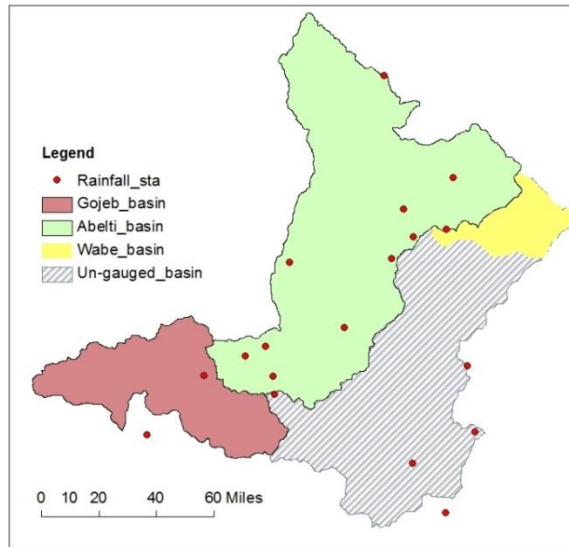 Legend
Rainfall_sta
Gojeb_basin
Abelti_basin
Wabe_basin
Un-gauged_basin
0 10 20 40 60 Miles